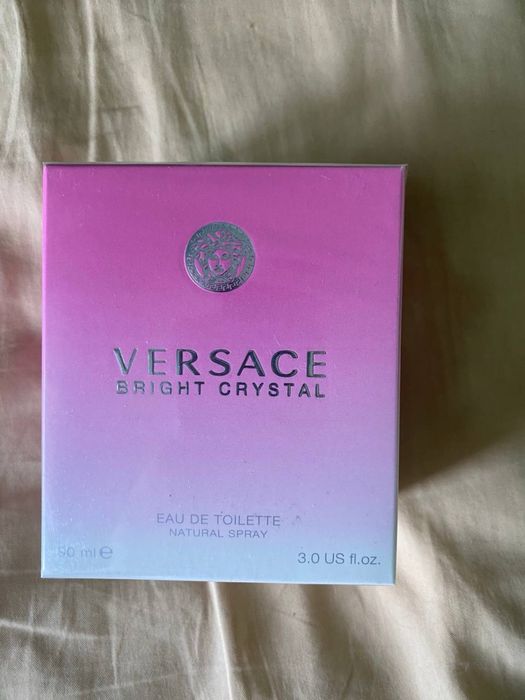 VERSACE
BRIGHT CRYSTAL
EAU DE TOILETTE
NATURAL SPRAY
90 ml ℮
3.0 US fl.oz.